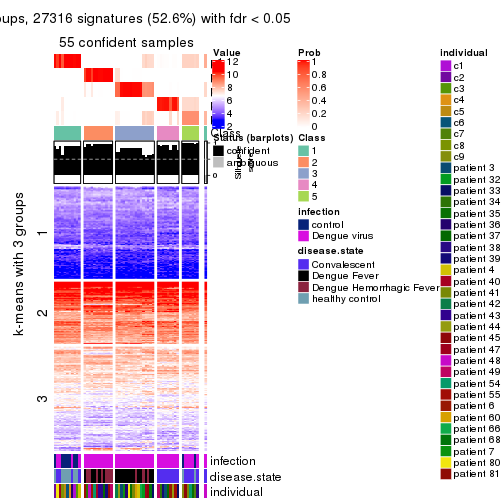 oups, 27316 signatures (52.6%) with fdr < 0.05
55 confident samples
Value
12
10
8
6
4
2
Prob
1
0.8
0.6
0.4
0.2
0
individual
c1
c2
c3
c4
c5
c6
c7
c8
c9
patient 3
patient 32
patient 33
patient 34
patient 35
patient 36
patient 37
patient 38
patient 39
patient 4
patient 40
patient 41
patient 42
patient 43
patient 44
patient 45
patient 47
patient 48
patient 49
patient 54
patient 55
patient 6
patient 60
patient 66
patient 68
patient 7
patient 80
patient 81
Class
Status (barplots)
confident
ambiguous
Silhouette
score
1
0
Class
1
2
3
4
5
infection
control
Dengue virus
disease.state
Convalescent
Dengue Fever
Dengue Hemorrhagic Fever
healthy control
k-means with 3 groups
1
2
3
infection
disease.state
individual